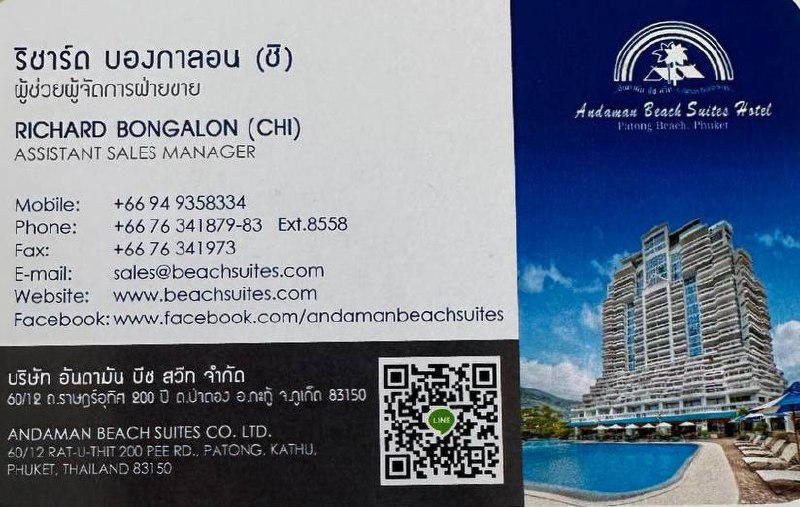 ริชาร์ด บองกาลอน (ชิ)
ผู้ช่วยผู้จัดการฝ่ายขาย
RICHARD BONGALON (CHI)
ASSISTANT SALES MANAGER
Mobile: +66 94 9358334
Phone: +66 76 341879-83 Ext.8558
Fax: +66 76 341973
E-mail: sales@beachsuites.com
Website: www.beachsuites.com
Facebook: www.facebook.com/andamanbeachsuites
บริษัท อันดามัน บีช สวีท จำกัด
60/12 ถ.ราษฎร์อุทิศ 200 ปี ต.ป่าตอง อ.กะทู้ จ.ภูเก็ต 83150
ANDAMAN BEACH SUITES CO. LTD.
60/12 RAT-U-THIT 200 PEE RD., PATONG, KATHU,
PHUKET, THAILAND 83150
LINE
Andaman Beach Suites Hotel
Patong Beach, Phuket